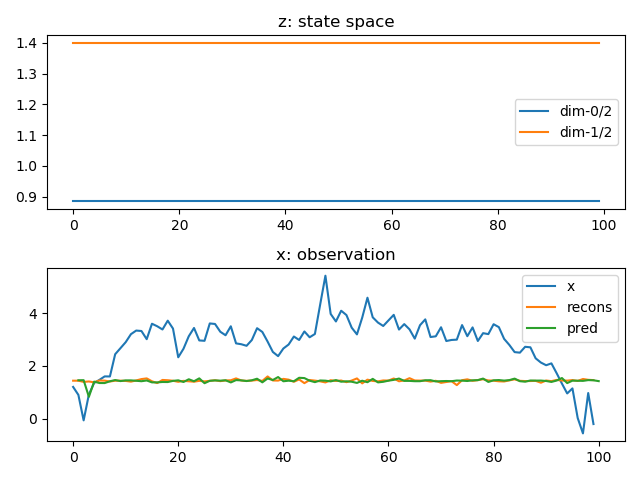 z: state space
1.4
1.3
1.2
1.1
1.0
0.9
dim-0/2
dim-1/2
0 20 40 60 80 100
x: observation
4
2
0
x
recons
pred
0 20 40 60 80 100